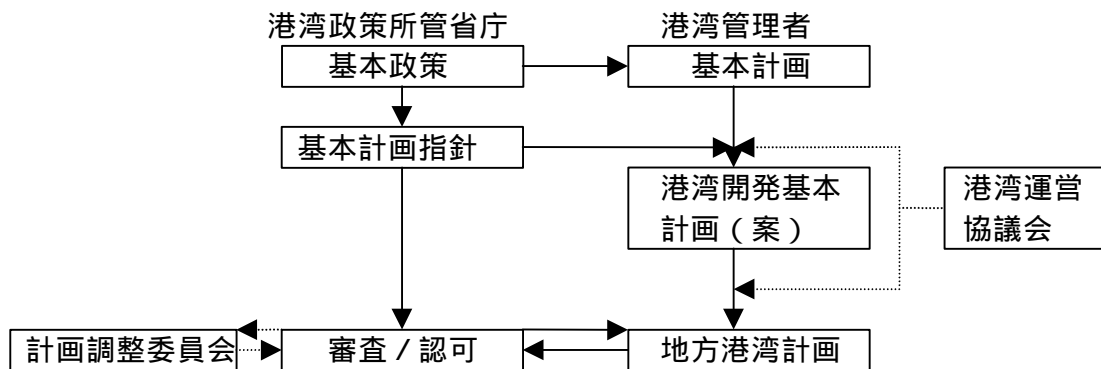 港湾政策所管省庁
港湾管理者
基本政策
基本計画
基本計画指針
港湾開発基本
計画（案）
港湾運営
協議会
計画調整委員会
審査／認可
地方港湾計画